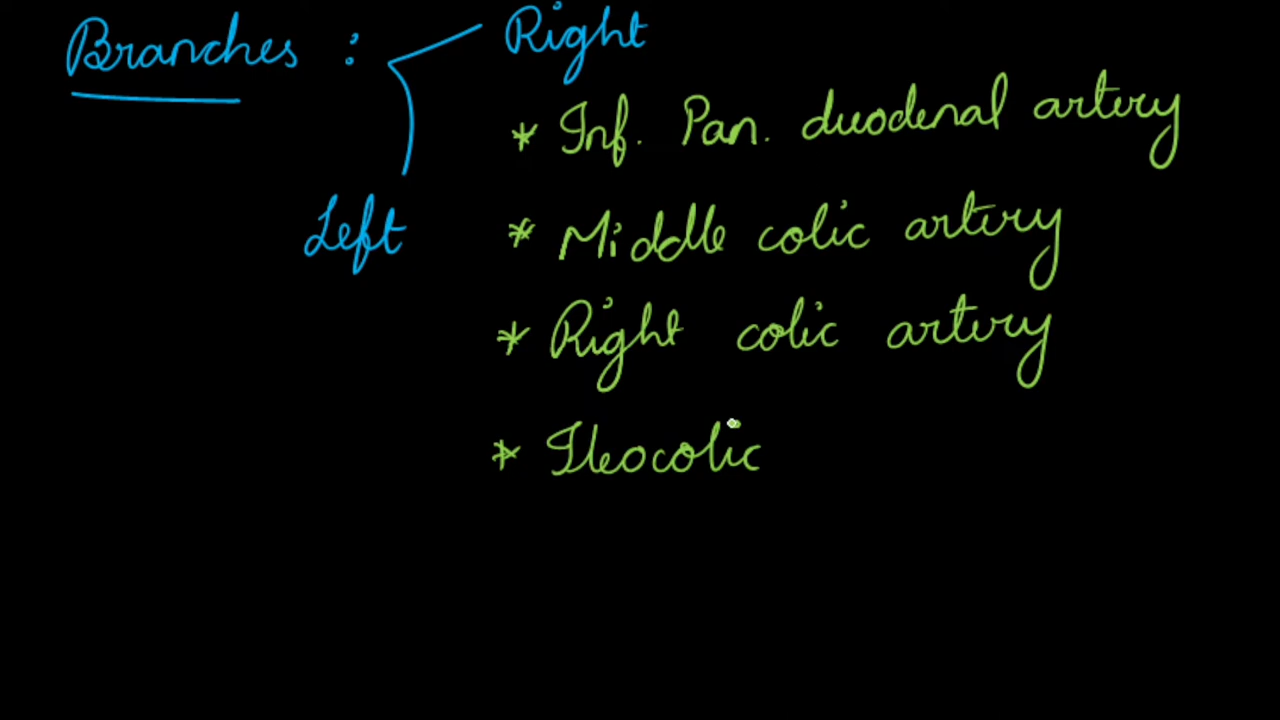 Branches : Right
* Inf. Pan. duodenal artery
Left
* Middle colic artery
* Right colic artery
* Ileocolic